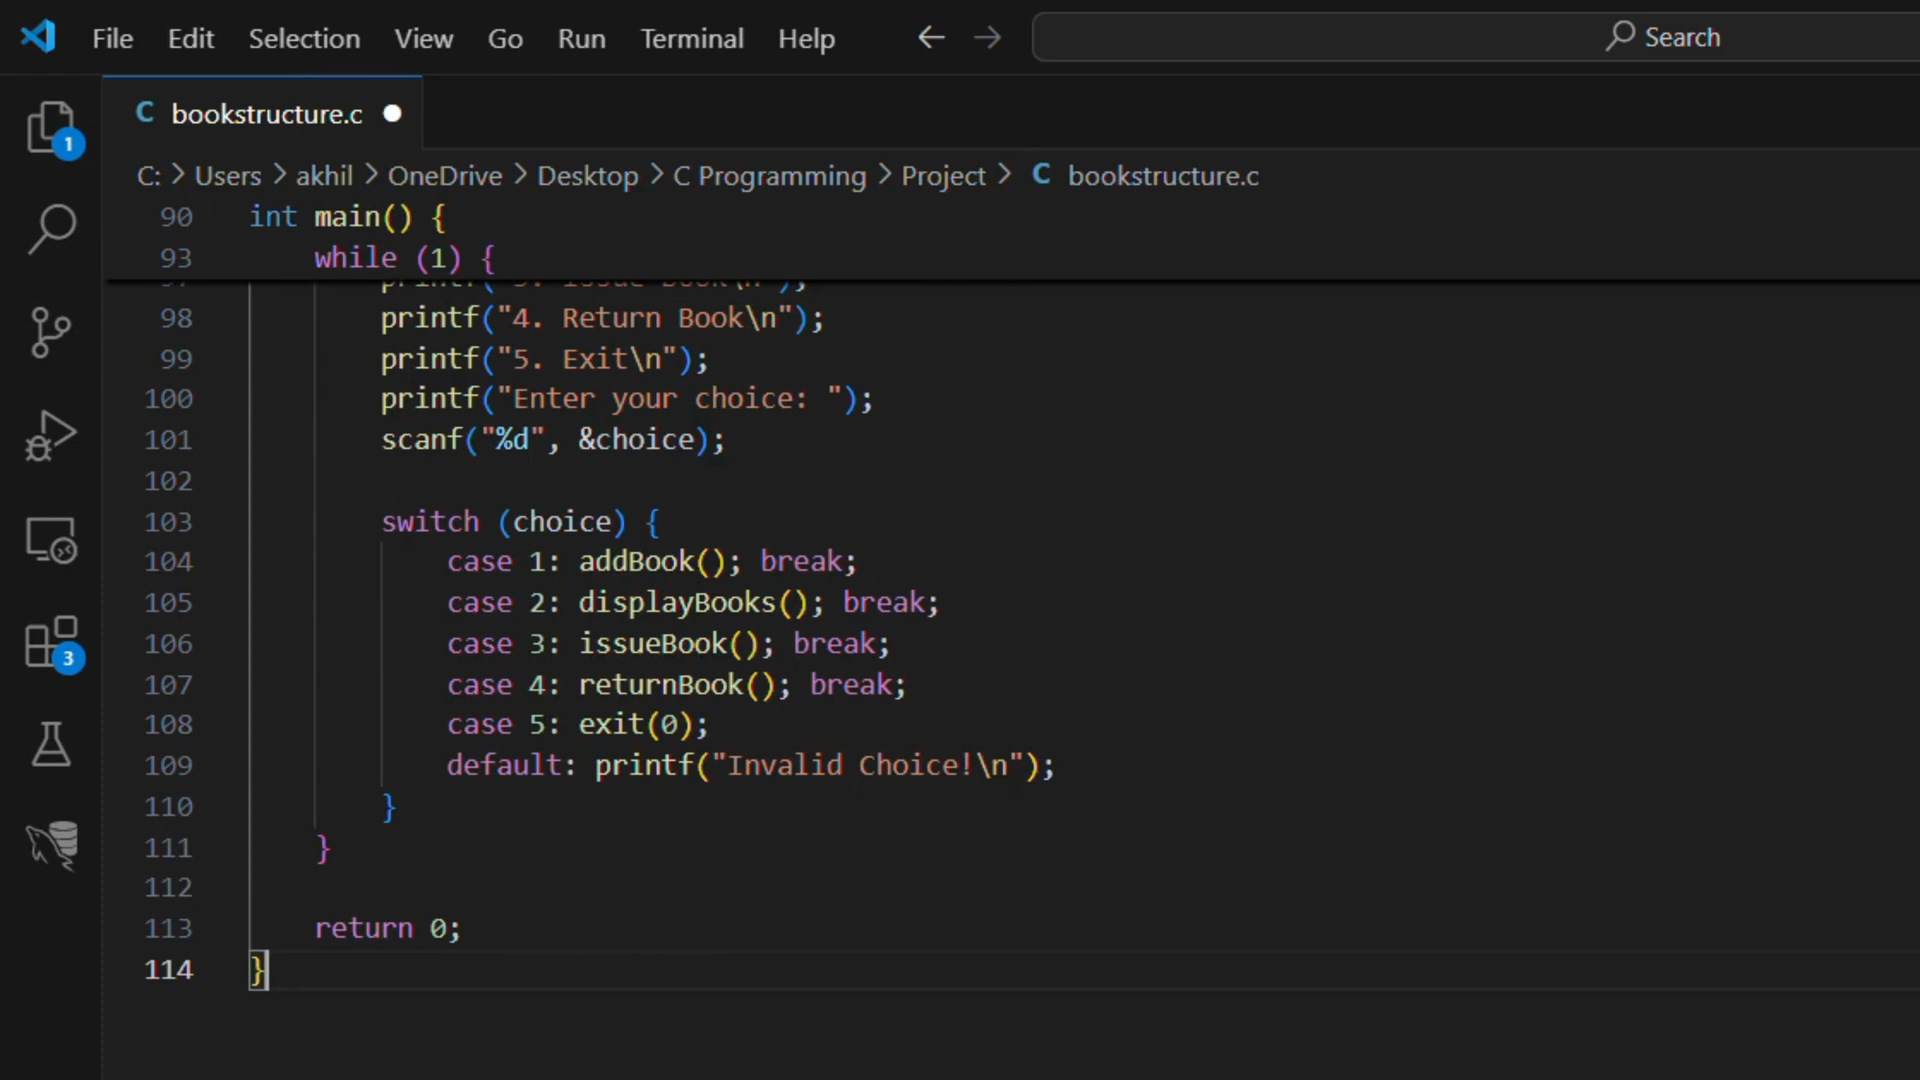 File Edit Selection View Go Run Terminal Help Search
C bookstructure.c
1
C: > Users > akhil > OneDrive > Desktop > C Programming > Project > C bookstructure.c
90 int main() {
93 while (1) {
98 printf("4. Return Book\n");
99 printf("5. Exit\n");
100 printf("Enter your choice: ");
101 scanf("%d", &choice);
102
103 switch (choice) {
104 case 1: addBook(); break;
105 case 2: displayBooks(); break;
106 case 3: issueBook(); break;
3
107 case 4: returnBook(); break;
108 case 5: exit(0);
109 default: printf("Invalid Choice!\n");
110 }
111 }
112
113 return 0;
114 }